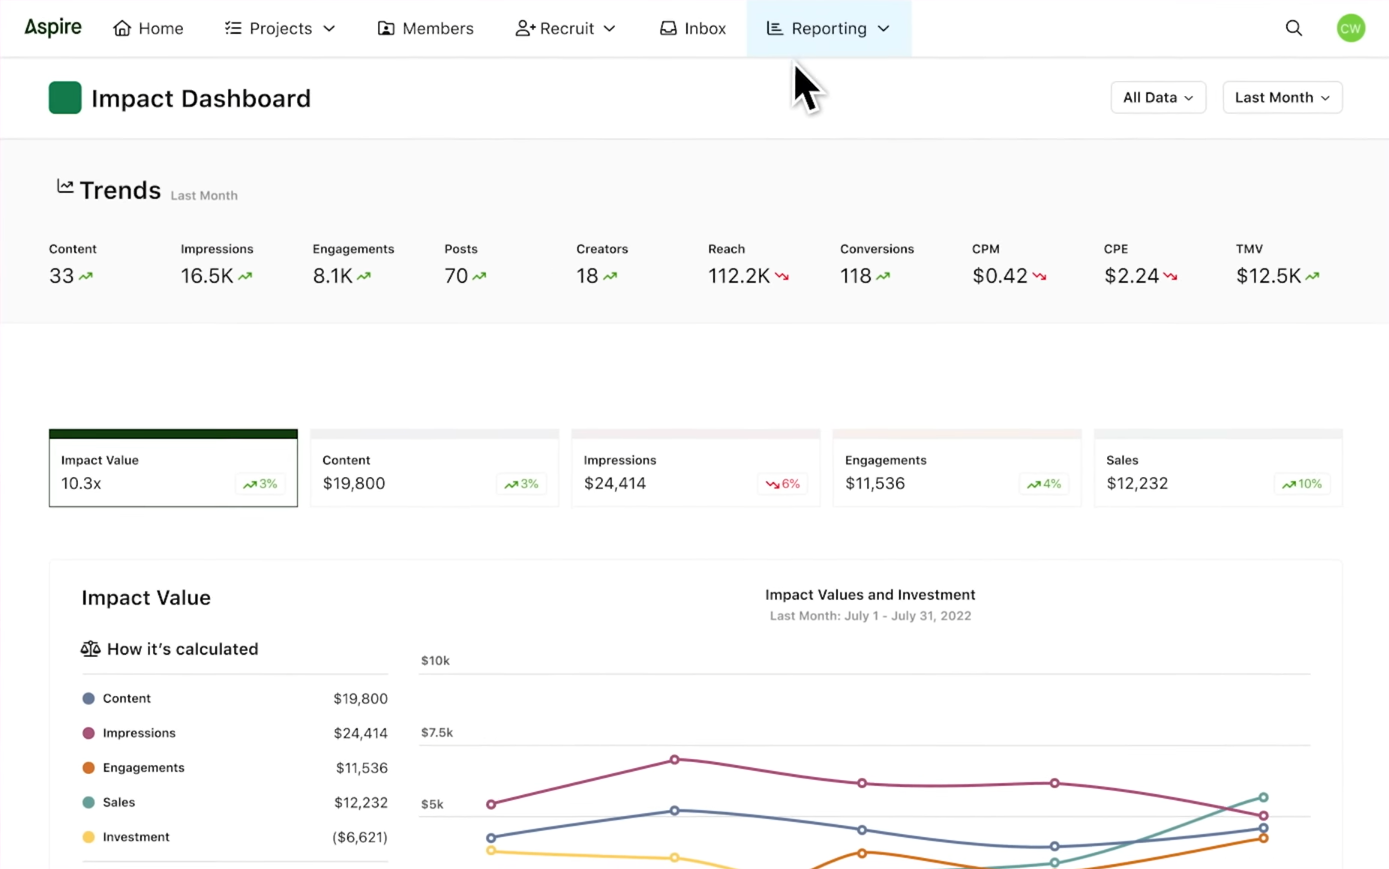 Aspire Home Projects Members Recruit Inbox Reporting CW
Impact Dashboard All Data Last Month
Trends Last Month
Content Impressions Engagements Posts Creators Reach Conversions CPM CPE TMV
33 16.5K 8.1K 70 18 112.2K 118 $0.42 $2.24 $12.5K
Impact Value Content Impressions Engagements Sales
10.3x 3% $19,800 3% $24,414 6% $11,536 4% $12,232 10%
Impact Value
How it’s calculated
Content $19,800
Impressions $24,414
Engagements $11,536
Sales $12,232
Investment ($6,621)
Impact Values and Investment
Last Month: July 1 - July 31, 2022
$10k
$7.5k
$5k